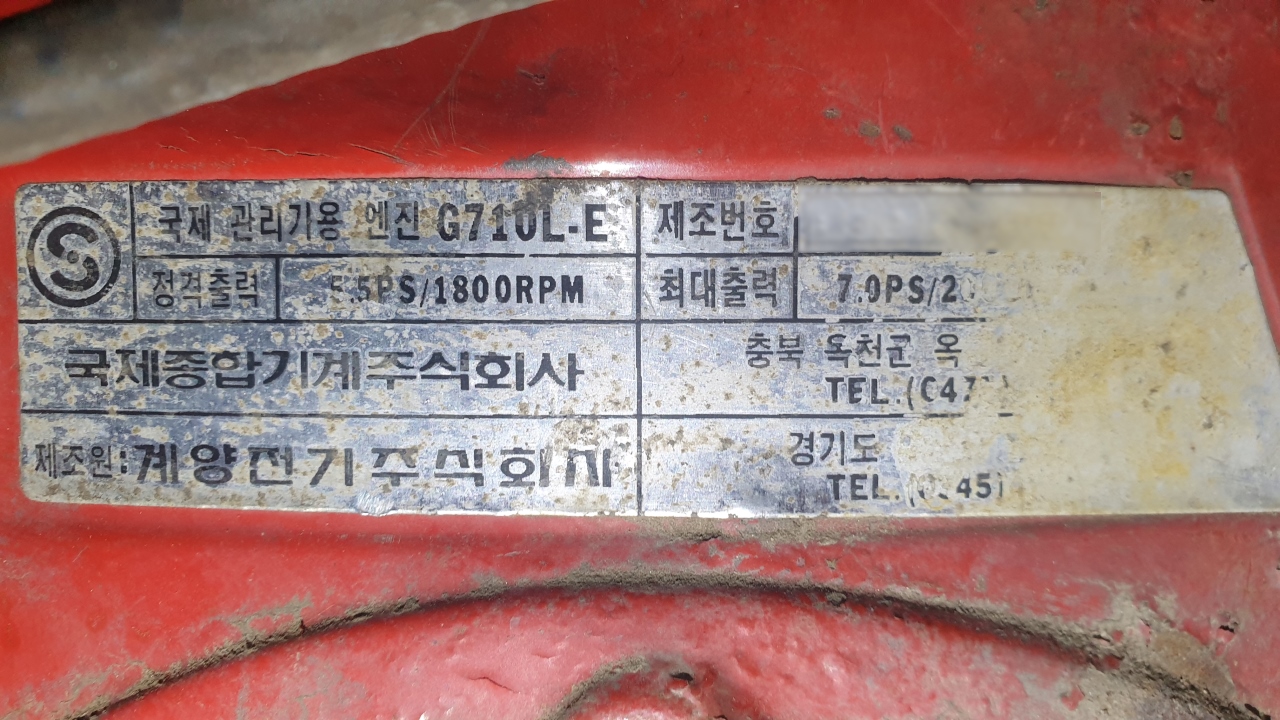 국제 관리기용 엔진 G710L-E 제조번호
정격출력 5.5PS/1800RPM 최대출력
국제종합기계주식회사 충북 옥천군 옥
TEL.
제조원: 계양전기주식회사 경기도
TEL.